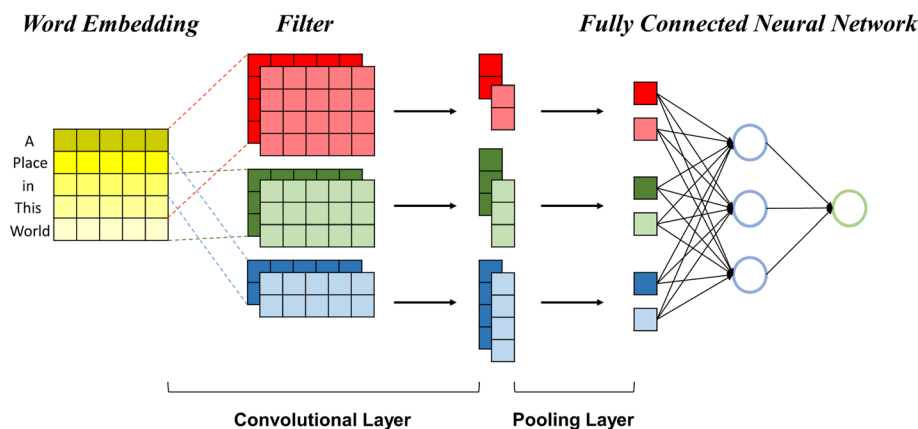 Word Embedding
Filter
Fully Connected Neural Network
A
Place
in
This
World
Convolutional Layer
Pooling Layer